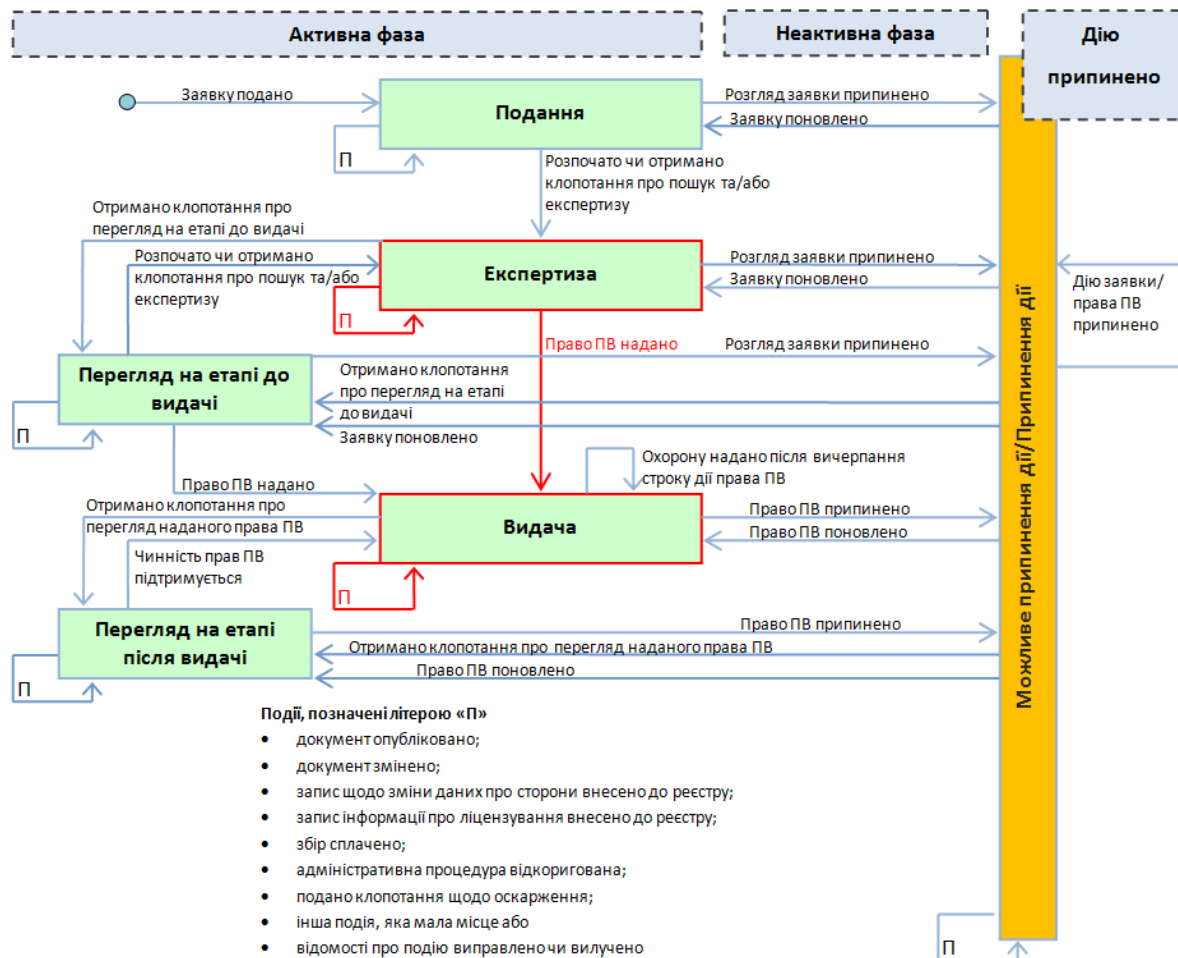 Активна фаза
Неактивна фаза
Дію
припинено
Заявку подано
Подання
Розгляд заявки припинено
Заявку поновлено
П
Розпочато чи отримано
клопотання про пошук та/або
експертизу
Отримано клопотання про
перегляд на етапі до видачі
Розпочато чи отримано
клопотання про пошук та/або
експертизу
Експертиза
Розгляд заявки припинено
Заявку поновлено
П
Дію заявки/
права ПВ
припинено
Право ПВ надано
Розгляд заявки припинено
Перегляд на етапі до
видачі
Отримано клопотання
про перегляд на етапі
до видачі
Заявку поновлено
П
Можливе припинення дії/Припинення дії
Охорону надано після вичерпання
строку дії права ПВ
Право ПВ надано
Отримано клопотання про
перегляд наданого права ПВ
Видача
Право ПВ припинено
Право ПВ поновлено
Чинність прав ПВ
підтримується
П
Перегляд на етапі
після видачі
Право ПВ припинено
Отримано клопотання про перегляд наданого права ПВ
Право ПВ поновлено
П
Події, позначені літерою «П»
• документ опубліковано;
• документ змінено;
• запис щодо зміни даних про сторони внесено до реєстру;
• запис інформації про ліцензування внесено до реєстру;
• збір сплачено;
• адміністративна процедура відкоригована;
• подано клопотання щодо оскарження;
• інша подія, яка мала місце або
• відомості про подію виправлено чи вилучено
П